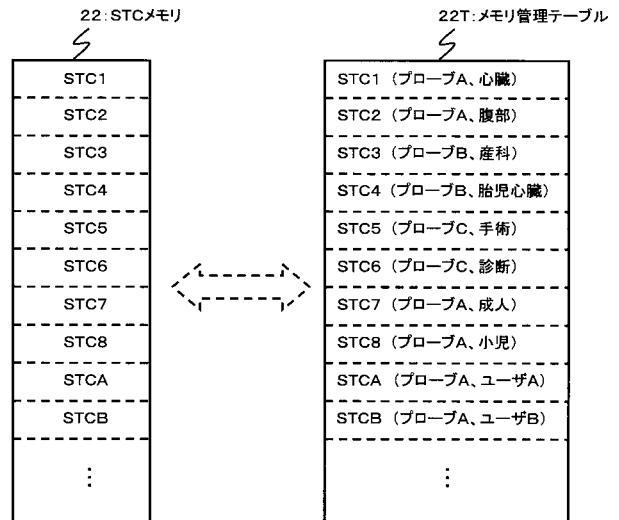 22:STCメモリ
22T:メモリ管理テーブル
STC1
STC2
STC3
STC4
STC5
STC6
STC7
STC8
STCA
STCB
⋮
STC1（プローブA、心臓）
STC2（プローブA、腹部）
STC3（プローブB、産科）
STC4（プローブB、胎児心臓）
STC5（プローブC、手術）
STC6（プローブC、診断）
STC7（プローブA、成人）
STC8（プローブA、小児）
STCA（プローブA、ユーザA）
STCB（プローブA、ユーザB）
⋮